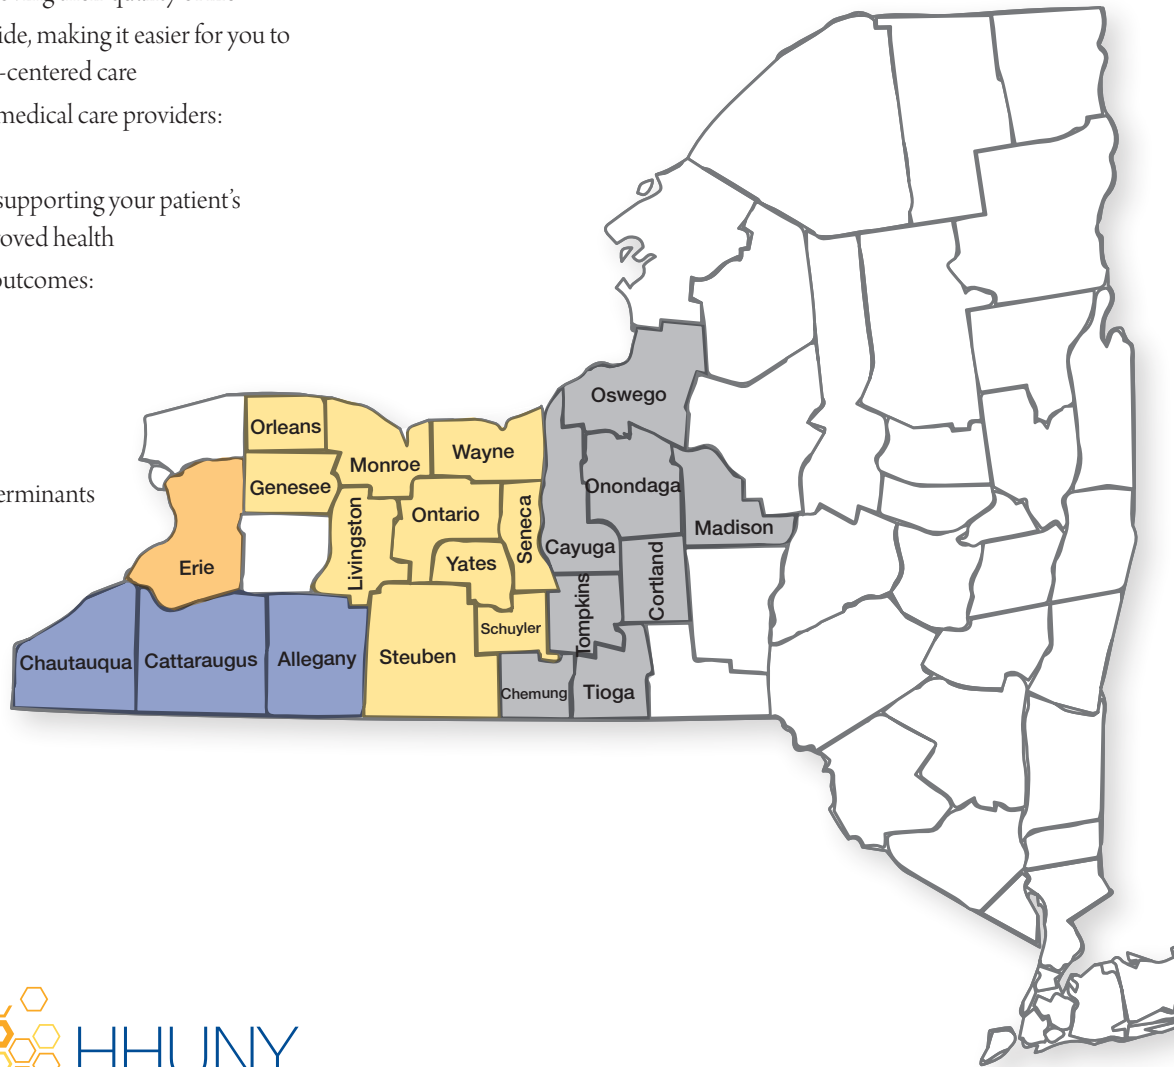 ide, making it easier for you to
-centered care
medical care providers:
supporting your patient's
roved health
outcomes:
erminants
Oswego
Orleans
Monroe
Wayne
Genesee
Onondaga
Livingston
Ontario
Seneca
Madison
Cayuga
Erie
Yates
Cortland
Tompkins
Schuyler
Chautauqua
Cattaraugus
Allegany
Steuben
Chemung
Tioga
HHUNY